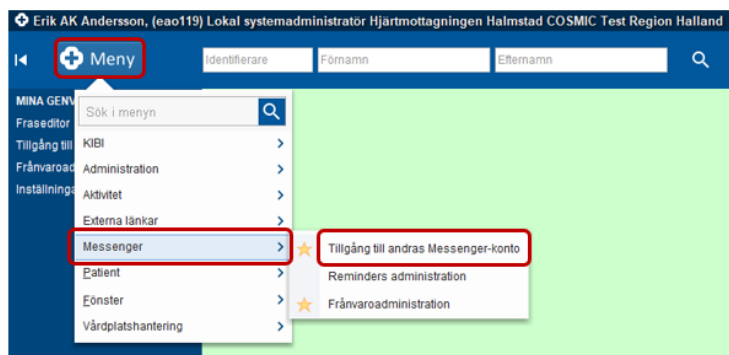 Erik AK Andersson, (eao119) Lokal systemadministratör Hjärtmottagningen Halmstad COSMIC Test Region Halland
Meny
Identifierare
Förnamn
Efternamn
MINA GENV
Fraseditor
Tillgång till
Frånvaroad
Inställninga
Sök i menyn
KIBI
Administration
Aktivitet
Externa länkar
Messenger
Patient
Fönster
Vårdplatshantering
Tillgång till andras Messenger-konto
Reminders administration
Frånvaroadministration